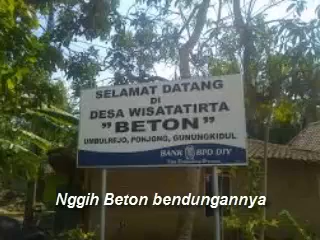 SELAMAT DATANG
DI
DESA WISATATIRTA
"BETON"
UMBULREJO, PONJONG, GUNUNGKIDUL
BANK BPD DIY
Nggih Beton bendungannya